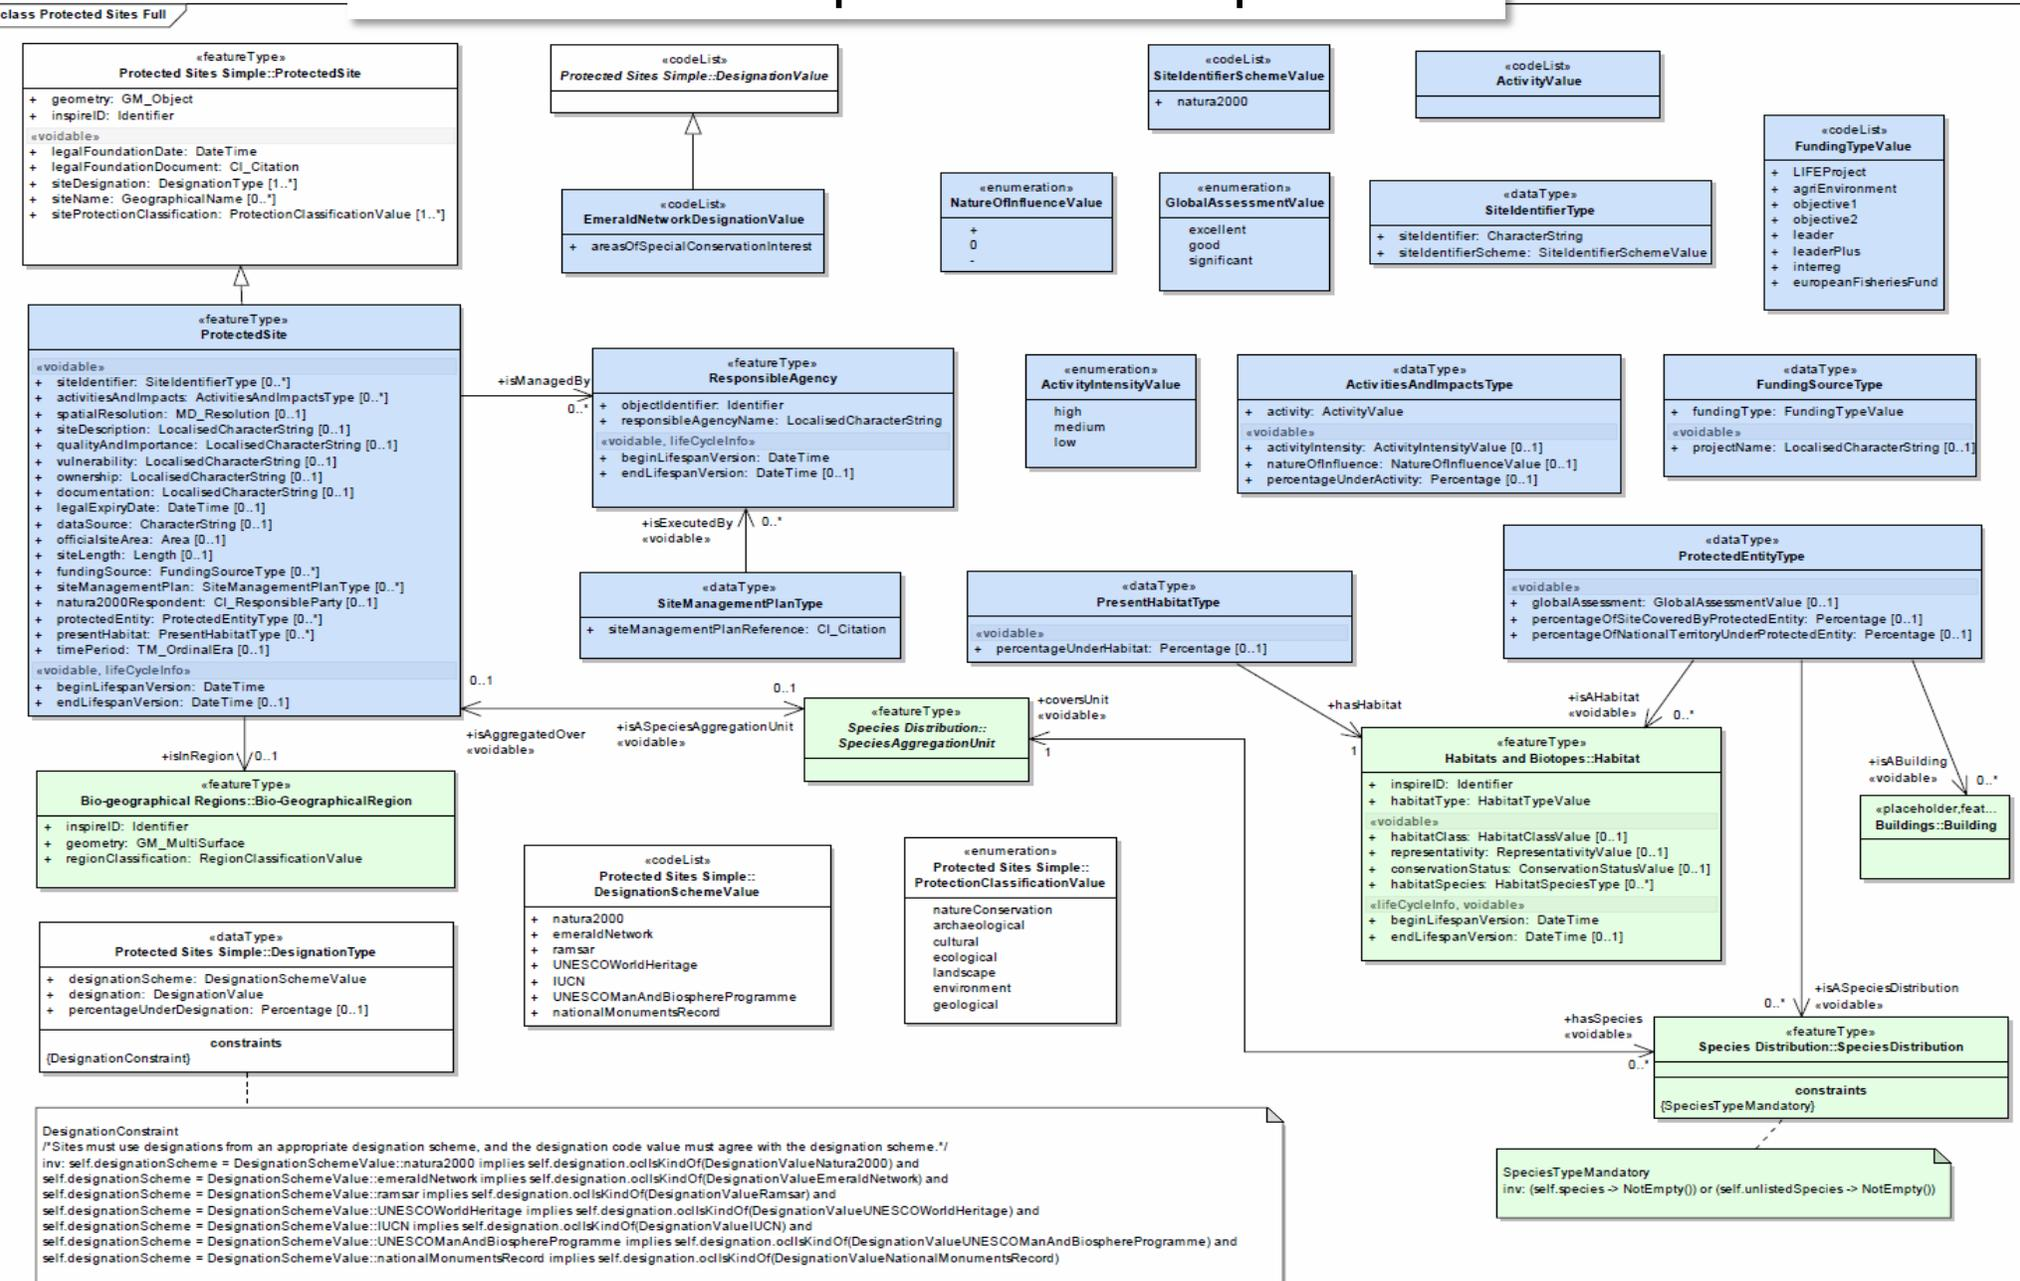 class Protected Sites Full
«featureType»
Protected Sites Simple::ProtectedSite
+ geometry: GM_Object
+ inspireID: Identifier
«voidable»
+ legalFoundationDate: DateTime
+ legalFoundationDocument: CI_Citation
+ siteDesignation: DesignationType [1..*]
+ siteName: GeographicalName [0..*]
+ siteProtectionClassification: ProtectionClassificationValue [1..*]
«codeList»
Protected Sites Simple::DesignationValue
«codeList»
EmeraldNetworkDesignationValue
+ areasOfSpecialConservationInterest
«codeList»
SiteIdentifierSchemeValue
+ natura2000
«codeList»
ActivityValue
«codeList»
FundingTypeValue
+ LIFEProject
+ agriEnvironment
+ objective1
+ objective2
+ leader
+ leaderPlus
+ interreg
+ europeanFisheriesFund
«enumeration»
NatureOfInfluenceValue
+
0
-
«enumeration»
GlobalAssessmentValue
excellent
good
significant
«dataType»
SiteIdentifierType
+ siteIdentifier: CharacterString
+ siteIdentifierScheme: SiteIdentifierSchemeValue
«featureType»
ProtectedSite
«voidable»
+ siteIdentifier: SiteIdentifierType [0..*]
+ activitiesAndImpacts: ActivitiesAndImpactsType [0..*]
+ spatialResolution: MD_Resolution [0..1]
+ siteDescription: LocalisedCharacterString [0..1]
+ qualityAndImportance: LocalisedCharacterString [0..1]
+ vulnerability: LocalisedCharacterString [0..1]
+ ownership: LocalisedCharacterString [0..1]
+ documentation: LocalisedCharacterString [0..1]
+ legalExpiryDate: DateTime [0..1]
+ dataSource: CharacterString [0..1]
+ officialsiteArea: Area [0..1]
+ siteLength: Length [0..1]
+ fundingSource: FundingSourceType [0..*]
+ siteManagementPlan: SiteManagementPlanType [0..*]
+ natura2000Respondent: CI_ResponsibleParty [0..1]
+ protectedEntity: ProtectedEntityType [0..*]
+ presentHabitat: PresentHabitatType [0..*]
+ timePeriod: TM_OrdinalEra [0..1]
«voidable, lifeCycleInfo»
+ beginLifespanVersion: DateTime
+ endLifespanVersion: DateTime [0..1]
+isManagedBy
0..*
«featureType»
ResponsibleAgency
+ objectIdentifier: Identifier
+ responsibleAgencyName: LocalisedCharacterString
«voidable, lifeCycleInfo»
+ beginLifespanVersion: DateTime
+ endLifespanVersion: DateTime [0..1]
«enumeration»
ActivityIntensityValue
high
medium
low
«dataType»
ActivitiesAndImpactsType
+ activity: ActivityValue
«voidable»
+ activityIntensity: ActivityIntensityValue [0..1]
+ natureOfInfluence: NatureOfInfluenceValue [0..1]
+ percentageUnderActivity: Percentage [0..1]
«dataType»
FundingSourceType
+ fundingType: FundingTypeValue
«voidable»
+ projectName: LocalisedCharacterString [0..1]
+isExecutedBy 0..*
«voidable»
«dataType»
SiteManagementPlanType
+ siteManagementPlanReference: CI_Citation
«dataType»
PresentHabitatType
«voidable»
+ percentageUnderHabitat: Percentage [0..1]
«dataType»
ProtectedEntityType
«voidable»
+ globalAssessment: GlobalAssessmentValue [0..1]
+ percentageOfSiteCoveredByProtectedEntity: Percentage [0..1]
+ percentageOfNationalTerritoryUnderProtectedEntity: Percentage [0..1]
0..1
0..1
+isAggregatedOver
«voidable»
+isASpeciesAggregationUnit
«voidable»
«featureType»
Species Distribution::
SpeciesAggregationUnit
+coversUnit
«voidable»
1
+hasHabitat
1
+isAHabitat
«voidable»
0..*
+isABuilding
«voidable»
0..*
+isInRegion 0..1
«featureType»
Bio-geographical Regions::Bio-GeographicalRegion
+ inspireID: Identifier
+ geometry: GM_MultiSurface
+ regionClassification: RegionClassificationValue
«featureType»
Habitats and Biotopes::Habitat
+ inspireID: Identifier
+ habitatType: HabitatTypeValue
«voidable»
+ habitatClass: HabitatClassValue [0..1]
+ representativity: RepresentativityValue [0..1]
+ conservationStatus: ConservationStatusValue [0..1]
+ habitatSpecies: HabitatSpeciesType [0..*]
«lifeCycleInfo, voidable»
+ beginLifespanVersion: DateTime
+ endLifespanVersion: DateTime [0..1]
«placeholder,feat...
Buildings::Building
«codeList»
Protected Sites Simple::
DesignationSchemeValue
+ natura2000
+ emeraldNetwork
+ ramsar
+ UNESCOWorldHeritage
+ IUCN
+ UNESCOManAndBiosphereProgramme
+ nationalMonumentsRecord
«enumeration»
Protected Sites Simple::
ProtectionClassificationValue
natureConservation
archaeological
cultural
ecological
landscape
environment
geological
«dataType»
Protected Sites Simple::DesignationType
+ designationScheme: DesignationSchemeValue
+ designation: DesignationValue
+ percentageUnderDesignation: Percentage [0..1]
constraints
{DesignationConstraint}
0..*
+isASpeciesDistribution
«voidable»
+hasSpecies
«voidable»
0..*
«featureType»
Species Distribution::SpeciesDistribution
constraints
{SpeciesTypeMandatory}
DesignationConstraint
/*Sites must use designations from an appropriate designation scheme, and the designation code value must agree with the designation scheme.*/
inv: self.designationScheme = DesignationSchemeValue::natura2000 implies self.designation.oclIsKindOf(DesignationValueNatura2000) and
self.designationScheme = DesignationSchemeValue::emeraldNetwork implies self.designation.oclIsKindOf(DesignationValueEmeraldNetwork) and
self.designationScheme = DesignationSchemeValue::ramsar implies self.designation.oclIsKindOf(DesignationValueRamsar) and
self.designationScheme = DesignationSchemeValue::UNESCOWorldHeritage implies self.designation.oclIsKindOf(DesignationValueUNESCOWorldHeritage) and
self.designationScheme = DesignationSchemeValue::IUCN implies self.designation.oclIsKindOf(DesignationValueIUCN) and
self.designationScheme = DesignationSchemeValue::UNESCOManAndBiosphereProgramme implies self.designation.oclIsKindOf(DesignationValueUNESCOManAndBiosphereProgramme) and
self.designationScheme = DesignationSchemeValue::nationalMonumentsRecord implies self.designation.oclIsKindOf(DesignationValueNationalMonumentsRecord)
SpeciesTypeMandatory
inv: (self.species -> NotEmpty()) or (self.unlistedSpecies -> NotEmpty())